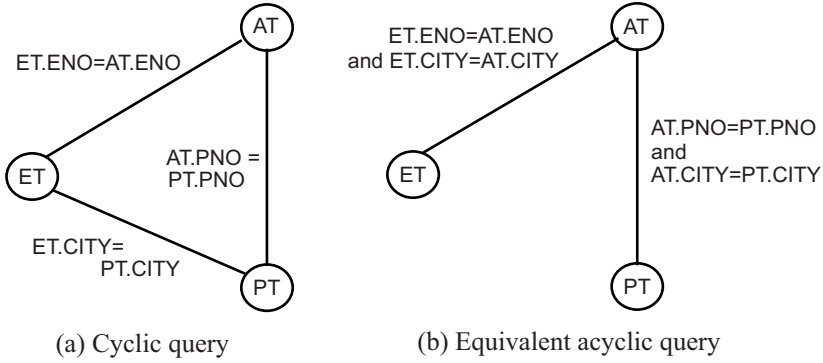 AT
ET.ENO=AT.ENO
AT.PNO =
PT.PNO
ET
ET.CITY=
PT.CITY
PT
(a) Cyclic query
AT
ET.ENO=AT.ENO
and ET.CITY=AT.CITY
AT.PNO=PT.PNO
and
AT.CITY=PT.CITY
ET
PT
(b) Equivalent acyclic query